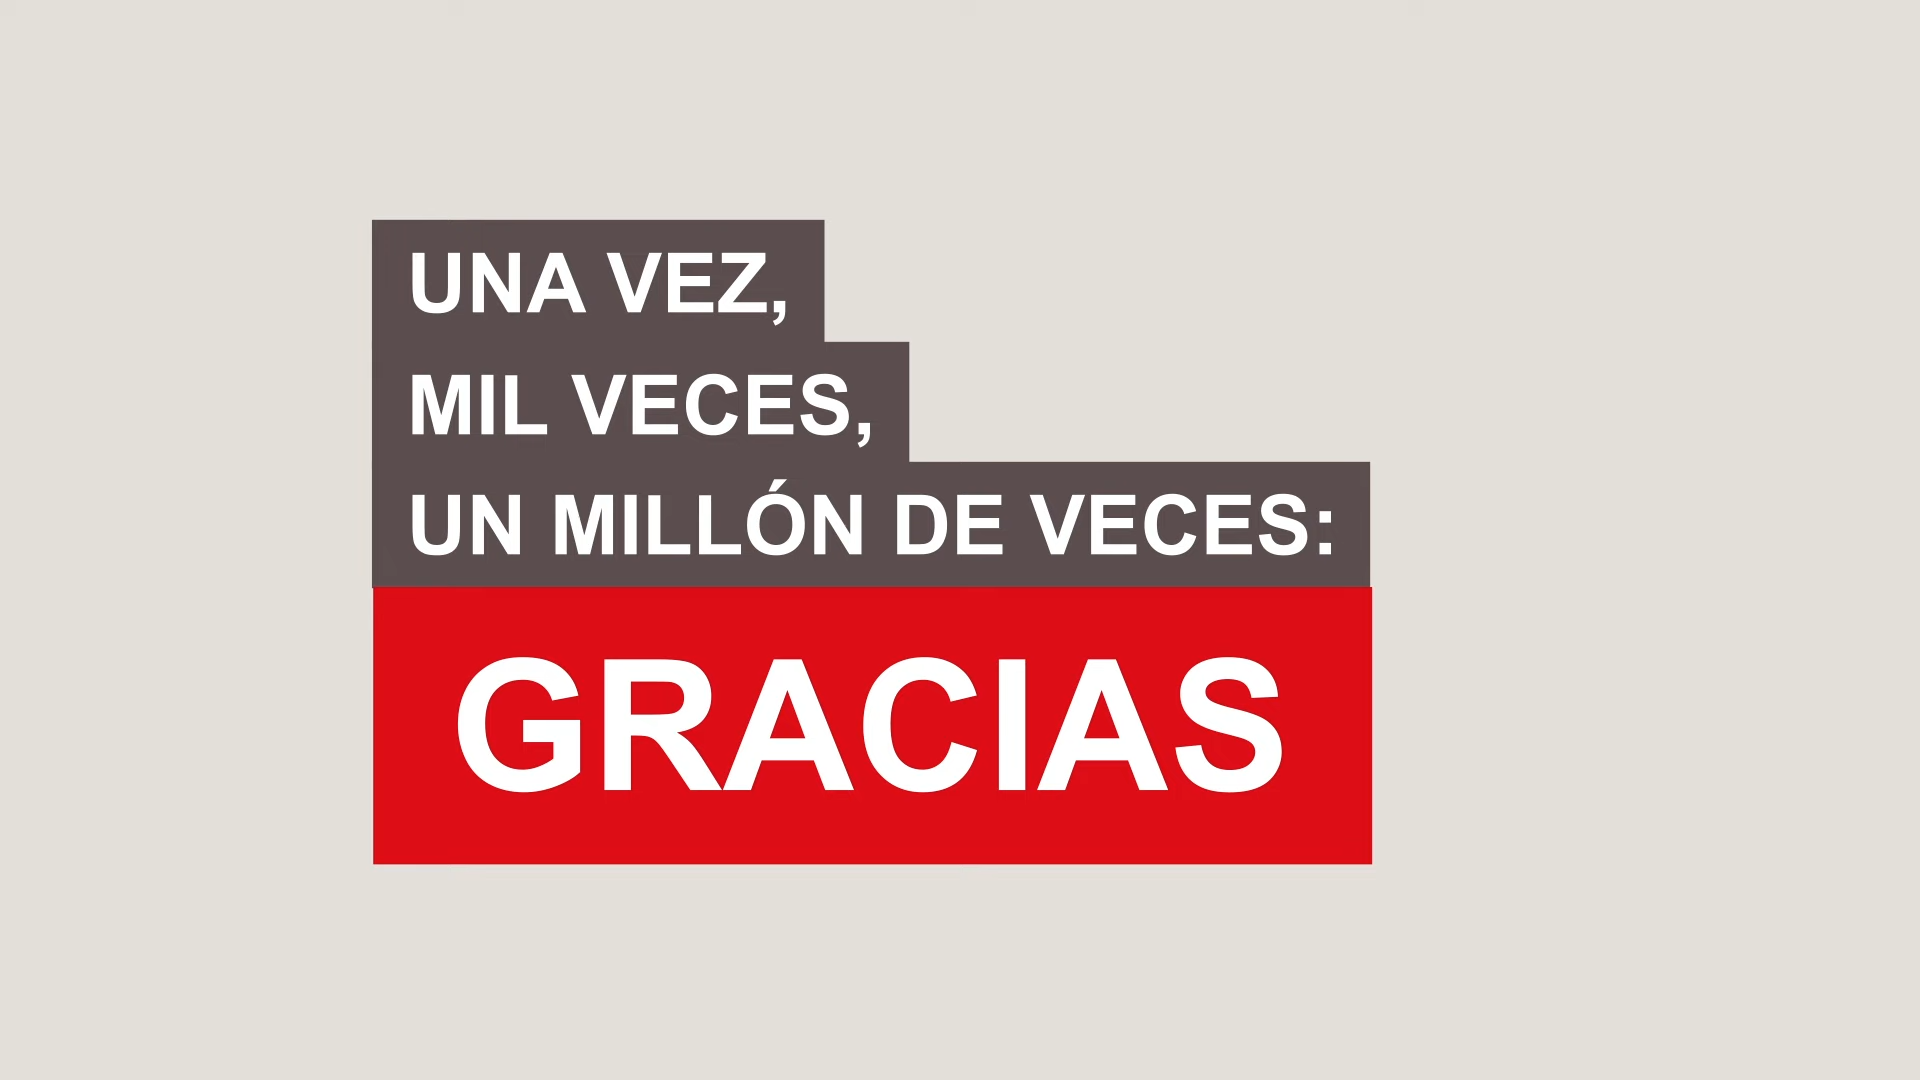 UNA VEZ,
MIL VECES,
UN MILLÓN DE VECES:
GRACIAS